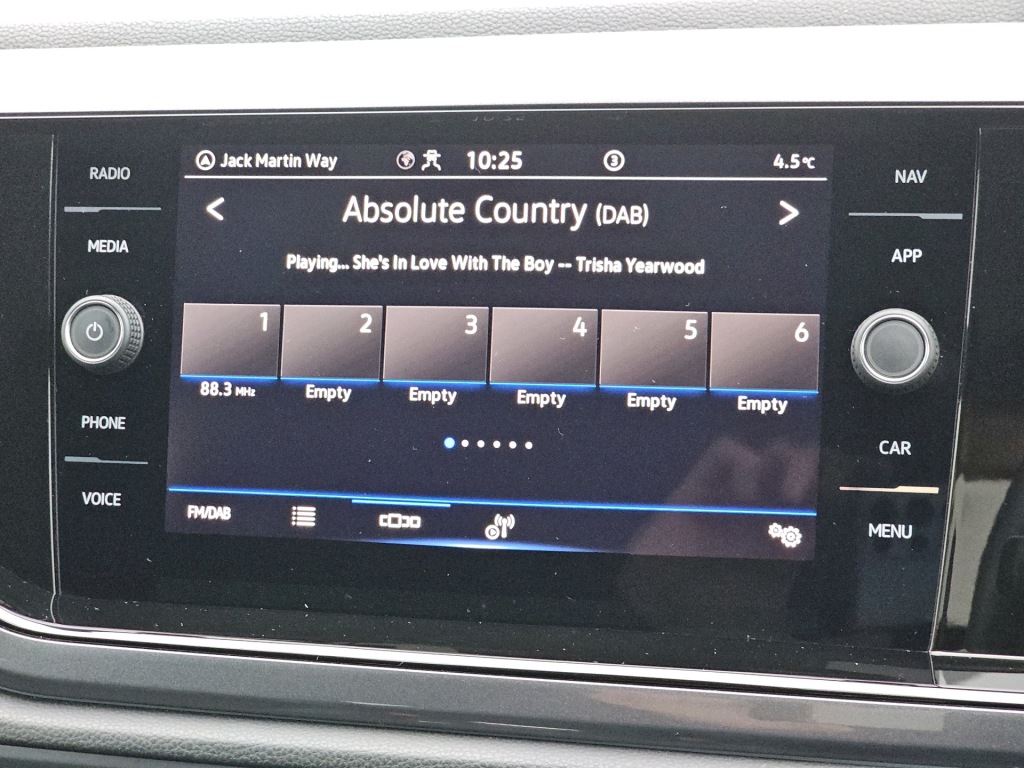 RADIO
MEDIA
PHONE
VOICE
Jack Martin Way 10:25 3 4.5°C
< Absolute Country (DAB) >
Playing... She's In Love With The Boy -- Trisha Yearwood
1 2 3 4 5 6
88.3 MHz Empty Empty Empty Empty Empty
FM/DAB
NAV
APP
CAR
MENU